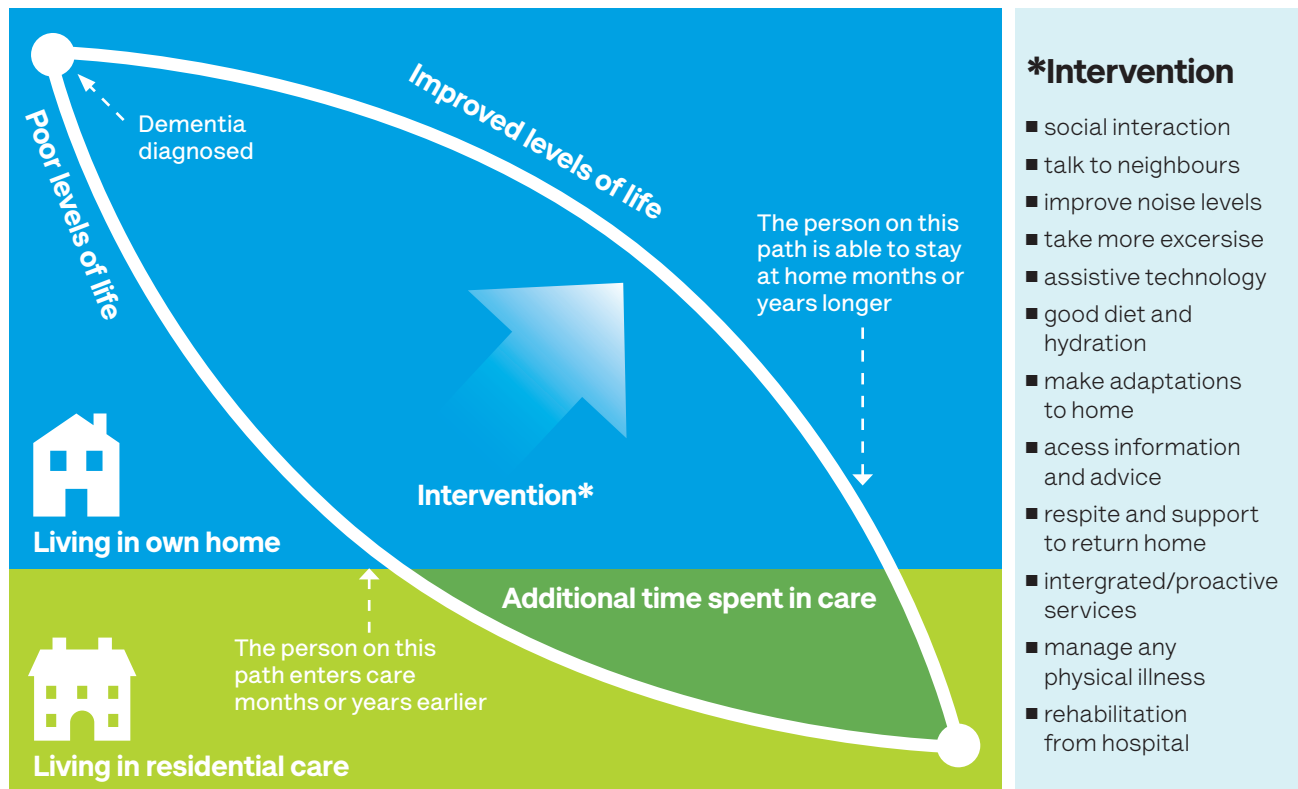 Dementia
diagnosed
Poor levels of life
Improved levels of life
The person on this
path is able to stay
at home months or
years longer
Intervention*
Living in own home
Additional time spent in care
The person on this
path enters care
months or years earlier
Living in residential care
*Intervention
■ social interaction
■ talk to neighbours
■ improve noise levels
■ take more excersise
■ assistive technology
■ good diet and
hydration
■ make adaptations
to home
■ acess information
and advice
■ respite and support
to return home
■ intergrated/proactive
services
■ manage any
physical illness
■ rehabilitation
from hospital